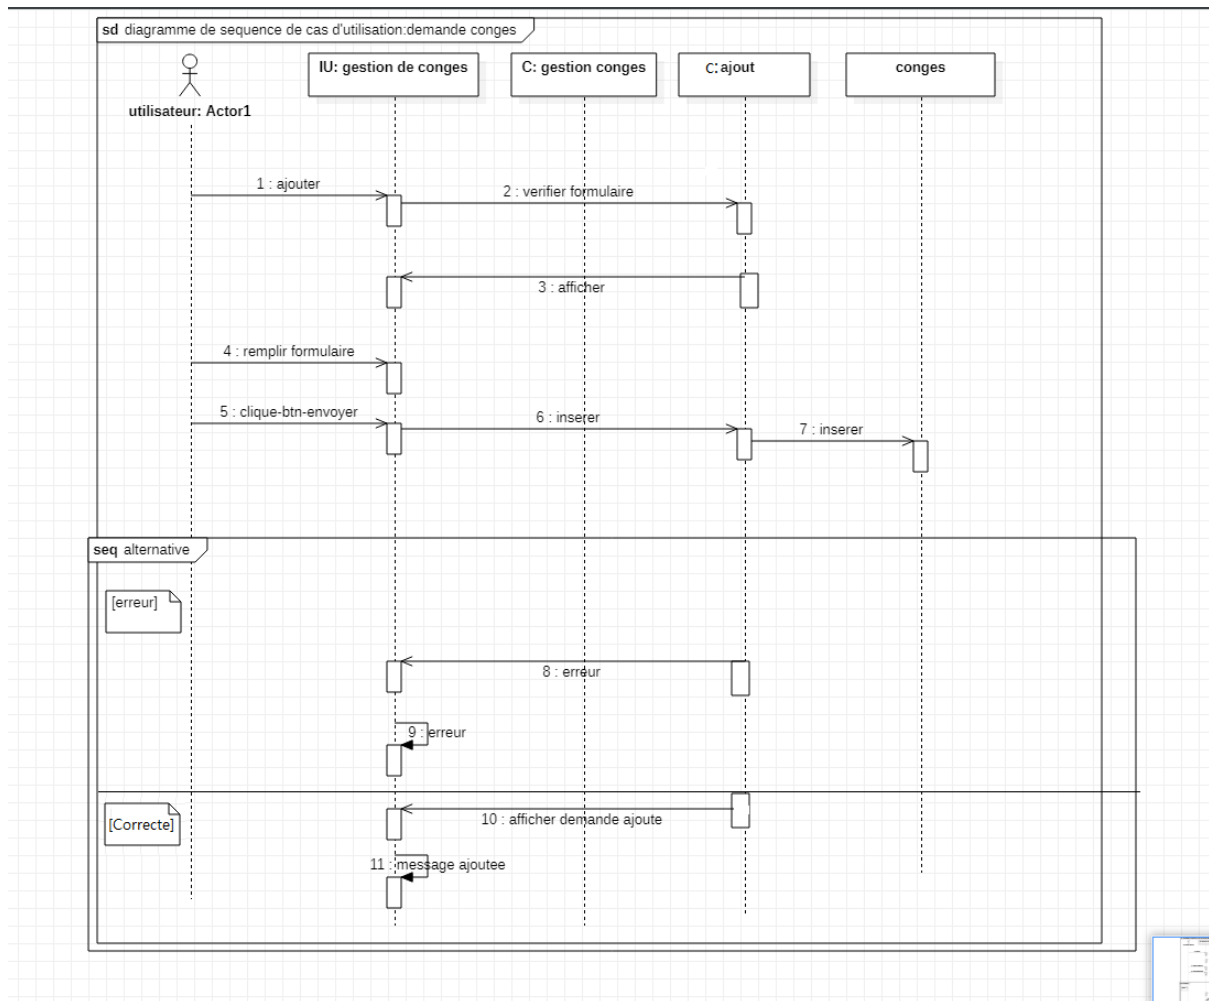 sd diagramme de sequence de cas d'utilisation:demande conges
IU: gestion de conges
C: gestion conges
C:ajout
conges
utilisateur: Actor1
1 : ajouter
2 : verifier formulaire
3 : afficher
4 : remplir formulaire
5 : clique-btn-envoyer
6 : inserer
7 : inserer
seq alternative
[erreur]
8 : erreur
9 : erreur
[Correcte]
10 : afficher demande ajoute
11 : message ajoutee